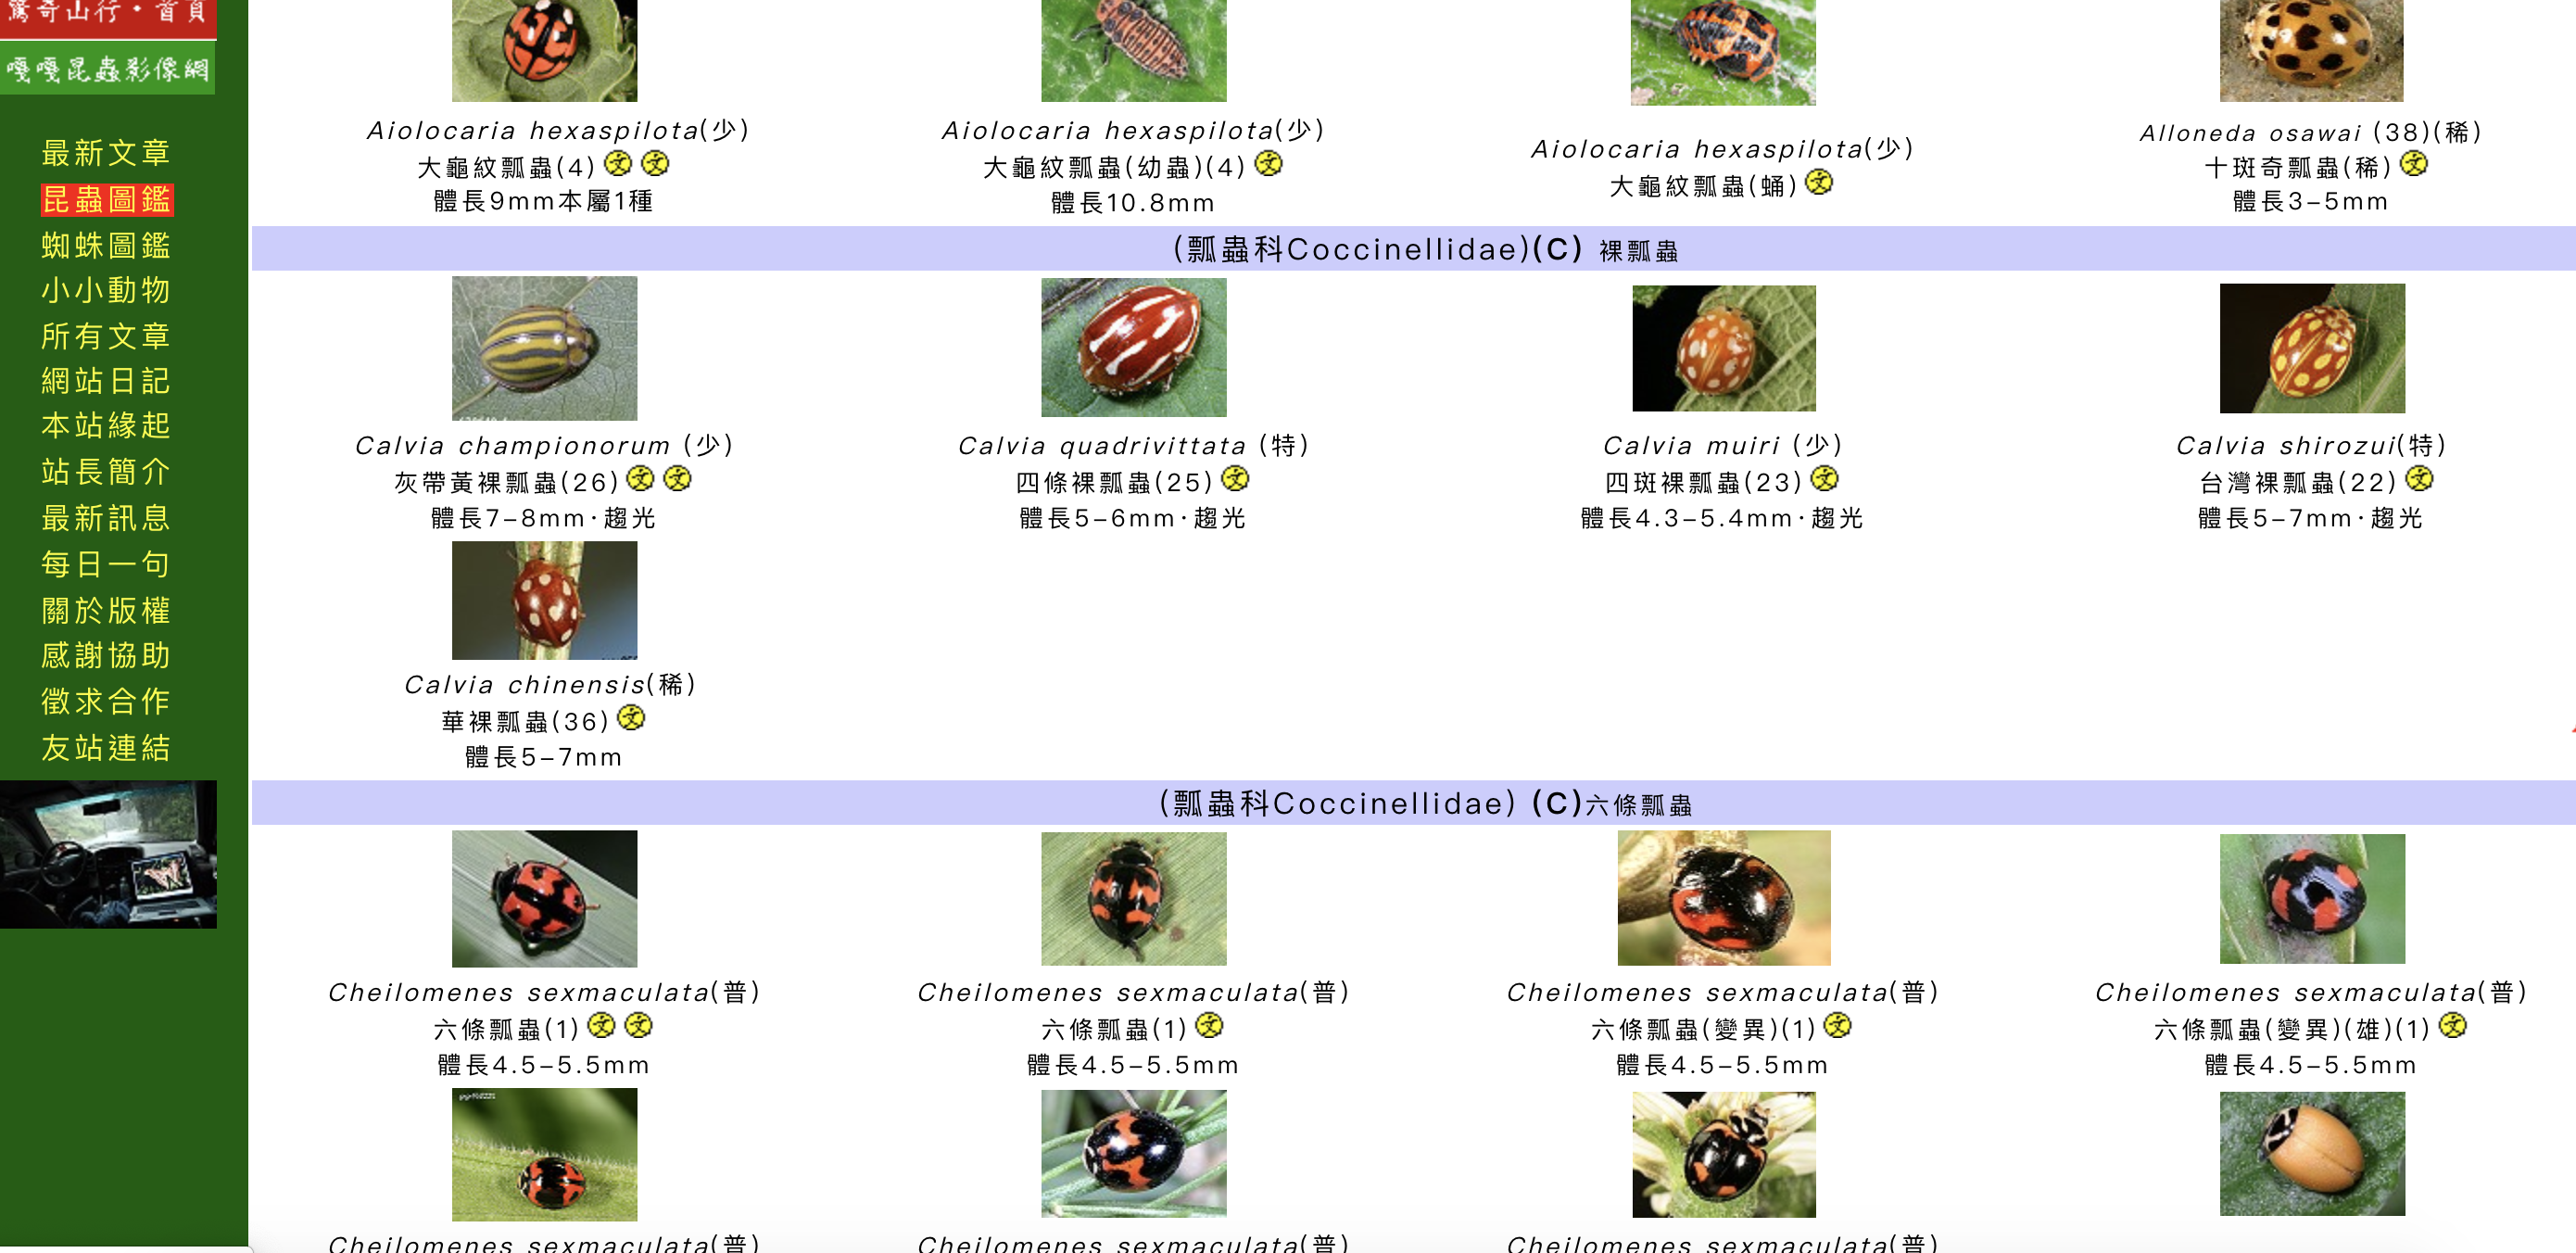 驚奇山行・首頁
嘎嘎昆蟲影像網
最新文章
昆蟲圖鑑
蜘蛛圖鑑
小小動物
所有文章
網站日記
本站緣起
站長簡介
最新訊息
每日一句
關於版權
感謝協助
徵求合作
友站連結
Aiolocaria hexaspilota(少)
大龜紋瓢蟲(4) 文 文
體長9mm本屬1種
Aiolocaria hexaspilota(少)
大龜紋瓢蟲(幼蟲)(4) 文
體長10.8mm
Aiolocaria hexaspilota(少)
大龜紋瓢蟲(蛹) 文
Alloneda osawai (38)(稀)
十斑奇瓢蟲(稀) 文
體長3-5mm
(瓢蟲科Coccinellidae)(C) 裸瓢蟲
Calvia championorum (少)
灰帶黃裸瓢蟲(26) 文 文
體長7-8mm·趨光
Calvia quadrivittata (特)
四條裸瓢蟲(25) 文
體長5-6mm·趨光
Calvia muiri (少)
四斑裸瓢蟲(23) 文
體長4.3-5.4mm·趨光
Calvia shirozui(特)
台灣裸瓢蟲(22) 文
體長5-7mm·趨光
Calvia chinensis(稀)
華裸瓢蟲(36) 文
體長5-7mm
(瓢蟲科Coccinellidae) (C)六條瓢蟲
Cheilomenes sexmaculata(普)
六條瓢蟲(1) 文 文
體長4.5-5.5mm
Cheilomenes sexmaculata(普)
六條瓢蟲(1) 文
體長4.5-5.5mm
Cheilomenes sexmaculata(普)
六條瓢蟲(變異)(1) 文
體長4.5-5.5mm
Cheilomenes sexmaculata(普)
六條瓢蟲(變異)(雄)(1) 文
體長4.5-5.5mm
Cheilomenes sexmaculata(普)
Cheilomenes sexmaculata(普)
Cheilomenes sexmaculata(普)